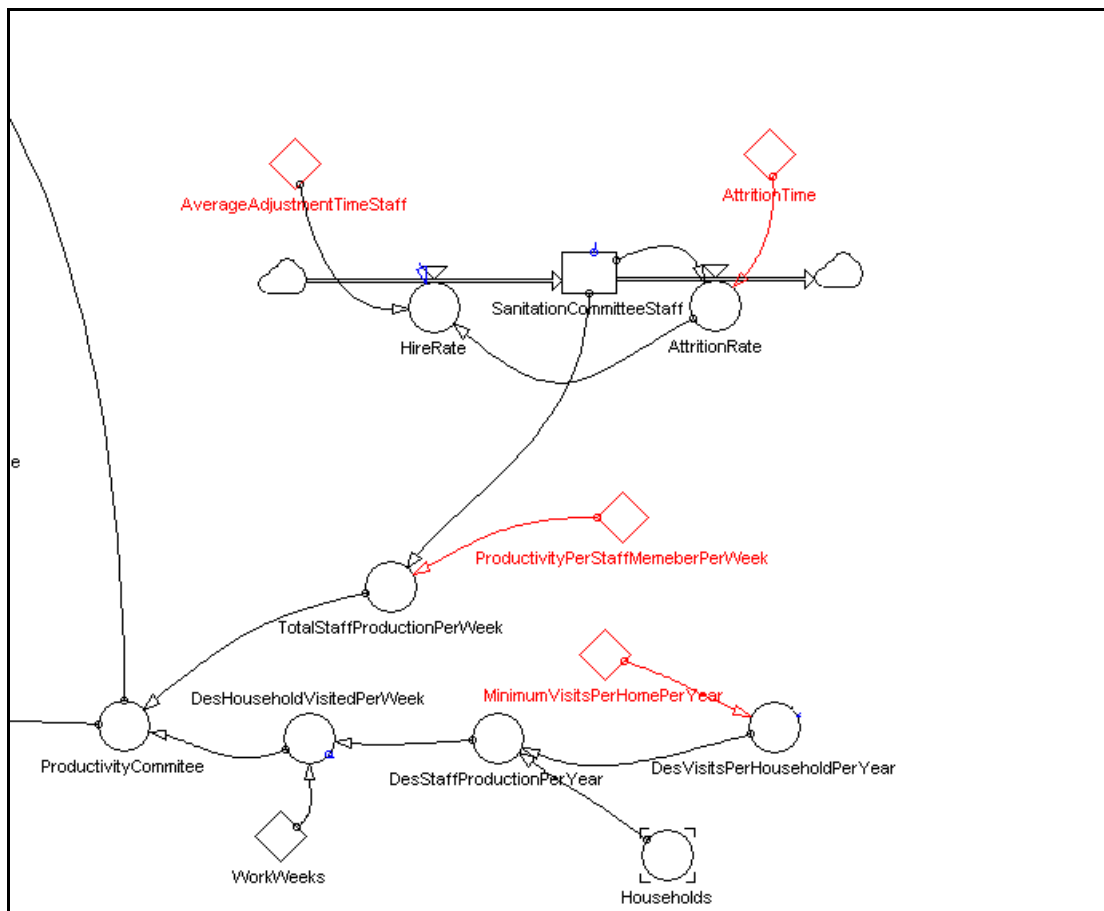 AverageAdjustmentTimeStaff
AttritionTime
SanitationCommitteeStaff
HireRate
AttritionRate
e
ProductivityPerStaffMemeberPerWeek
TotalStaffProductionPerWeek
MinimumVisitsPerHomePerYear
DesHouseholdVisitedPerWeek
ProductivityCommitee
DesStaffProductionPerYear
DesVisitsPerHouseholdPerYear
WorkWeeks
Households